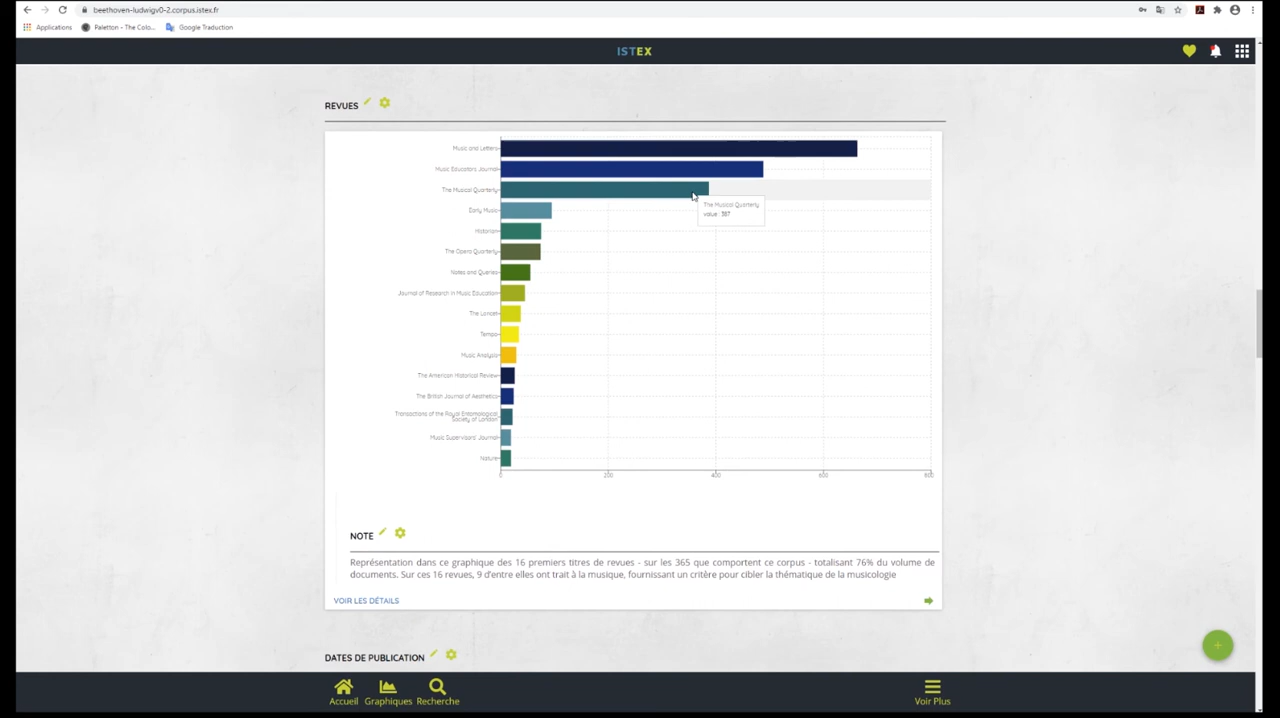 beethoven-ludwigv0-2.corpus.istex.fr
Applications
Paletton - The Colo...
Google Traduction
ISTEX
REVUES
Music and Letters
Music Educators Journal
The Musical Quarterly
The Musical Quarterly
value : 387
Early Music
Historian
The Opera Quarterly
Notes and Queries
Journal of Research in Music Education
The Lancet
Tempo
Music Analysis
The American Historical Review
The British Journal of Aesthetics
Transactions of the Royal Entomological
Society of London
Music Supervisors' Journal
Nature
0 200 400 600 800
NOTE
Représentation dans ce graphique des 16 premiers titres de revues - sur les 365 que comportent ce corpus - totalisant 76% du volume de
documents. Sur ces 16 revues, 9 d'entre elles ont trait à la musique, fournissant un critère pour cibler la thématique de la musicologie
VOIR LES DÉTAILS
DATES DE PUBLICATION
Accueil
Graphiques
Recherche
Voir Plus